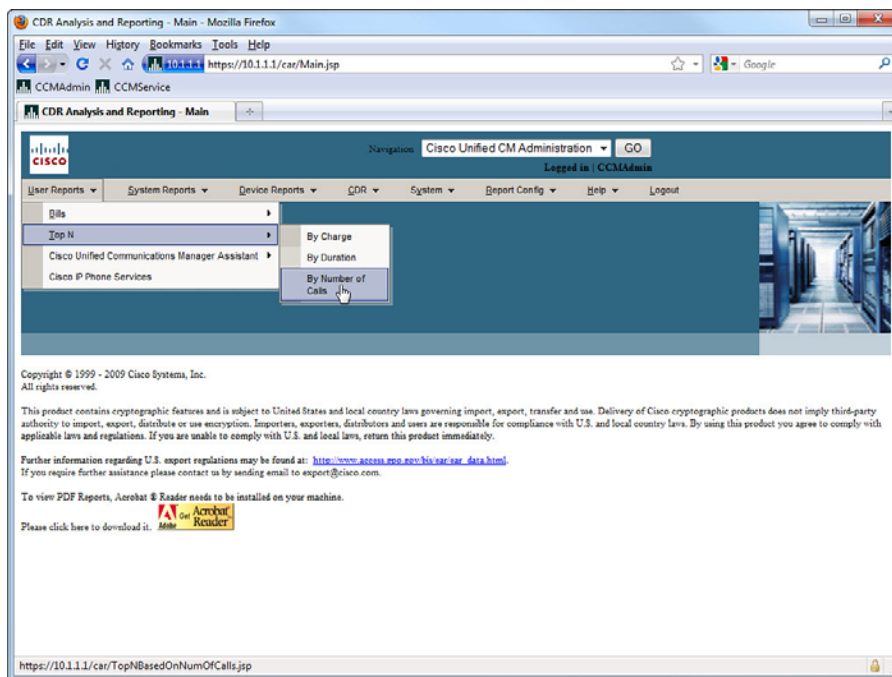 CDR Analysis and Reporting - Main - Mozilla Firefox
File Edit View History Bookmarks Tools Help
10.1.1.1 https://10.1.1.1/car/Main.jsp
Google
CCMAdmin CCMService
CDR Analysis and Reporting - Main
CISCO
Navigation Cisco Unified CM Administration GO
Logged in | CCMAdmin
User Reports System Reports Device Reports CDR System Report Config Help Logout
Bills
Top N
Cisco Unified Communications Manager Assistant
Cisco IP Phone Services
By Charge
By Duration
By Number of
Calls
Copyright © 1999 - 2009 Cisco Systems, Inc.
All rights reserved.
This product contains cryptographic features and is subject to United States and local country laws governing import, export, transfer and use. Delivery of Cisco cryptographic products does not imply third-party
authority to import, export, distribute or use encryption. Importers, exporters, distributors and users are responsible for compliance with U.S. and local country laws. By using this product you agree to comply with
applicable laws and regulations. If you are unable to comply with U.S. and local laws, return this product immediately.
Further information regarding U.S. export regulations may be found at: http://www.access.gpo.gov/bis/ear/ear_data.html.
If you require further assistance please contact us by sending email to export@cisco.com.
To view PDF Reports, Acrobat ® Reader needs to be installed on your machine.
Please click here to download it.
Adobe Get Acrobat Reader
https://10.1.1.1/car/TopNBasedOnNumOfCalls.jsp